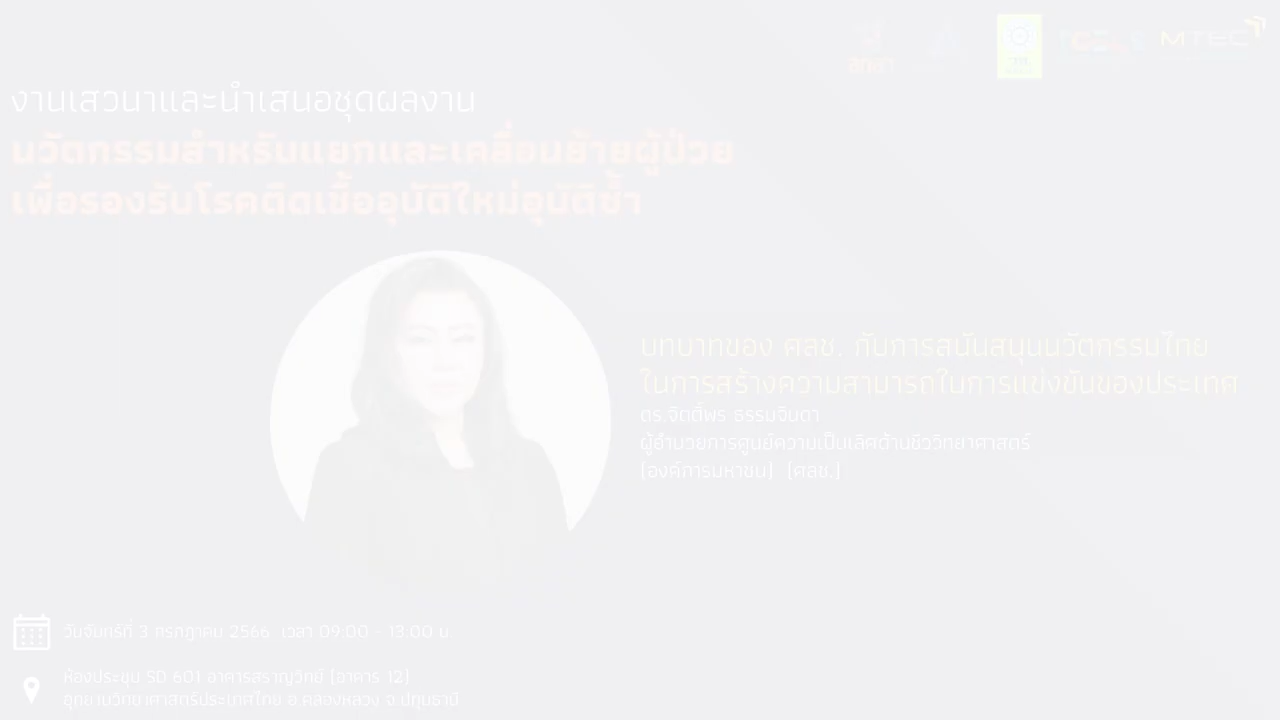 สกสว
วช.
TCELS
MTEC
งานเสวนาและนำเสนอชุดผลงาน
นวัตกรรมสำหรับแยกและเคลื่อนย้ายผู้ป่วย
เพื่อรองรับโรคติดเชื้ออุบัติใหม่อุบัติซ้ำ
บทบาทของ ศลช. กับการสนับสนุนนวัตกรรมไทย
ในการสร้างความสามารถในการแข่งขันของประเทศ
ดร.จิตติ์พร ธรรมจินดา
ผู้อำนวยการศูนย์ความเป็นเลิศด้านชีววิทยาศาสตร์
(องค์การมหาชน) (ศลช.)
วันจันทร์ที่ 3 กรกฎาคม 2566 เวลา 09:00 - 13:00 น.
ห้องประชุม SD 601 อาคารสราญวิทย์ (อาคาร 12)
อุทยานวิทยาศาสตร์ประเทศไทย อ.คลองหลวง จ.ปทุมธานี